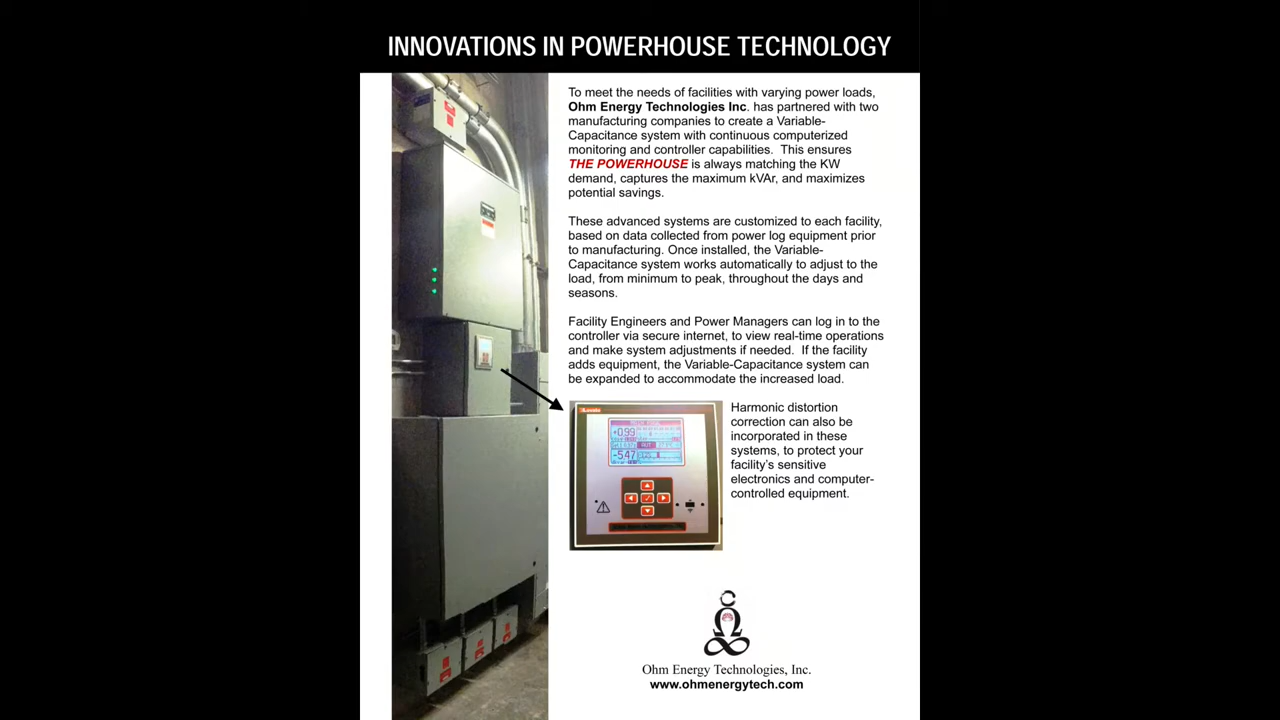 INNOVATIONS IN POWERHOUSE TECHNOLOGY
To meet the needs of facilities with varying power loads,
Ohm Energy Technologies Inc. has partnered with two
manufacturing companies to create a Variable-
Capacitance system with continuous computerized
monitoring and controller capabilities. This ensures
THE POWERHOUSE is always matching the KW
demand, captures the maximum kVAr, and maximizes
potential savings.
These advanced systems are customized to each facility,
based on data collected from power log equipment prior
to manufacturing. Once installed, the Variable-
Capacitance system works automatically to adjust to the
load, from minimum to peak, throughout the days and
seasons.
Facility Engineers and Power Managers can log in to the
controller via secure internet, to view real-time operations
and make system adjustments if needed. If the facility
adds equipment, the Variable-Capacitance system can
be expanded to accommodate the increased load.
Harmonic distortion
correction can also be
incorporated in these
systems, to protect your
facility's sensitive
electronics and computer-
controlled equipment.
+0.99
-5.47
Ohm Energy Technologies, Inc.
www.ohmenergytech.com